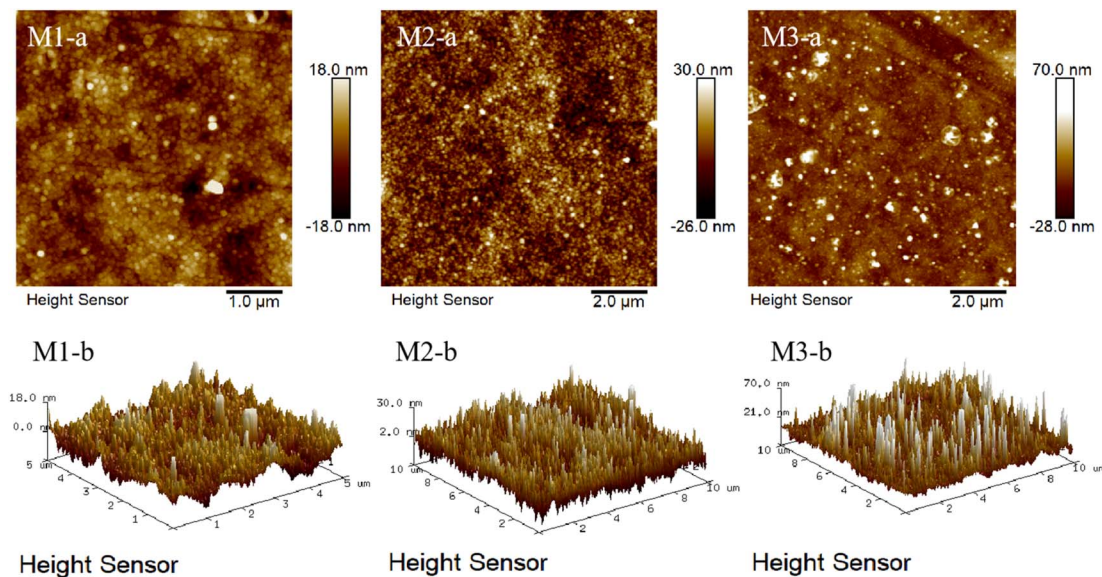 M1-a
18.0 nm
-18.0 nm
Height Sensor
1.0 µm
M2-a
30.0 nm
-26.0 nm
Height Sensor
2.0 µm
M3-a
70.0 nm
-28.0 nm
Height Sensor
2.0 µm
M1-b
18.0 nm
0.0 nm
5 um
4
3
2
1
1
2
3
4
5 um
Height Sensor
M2-b
30.0 nm
2.0 nm
10 um
8
6
4
2
2
4
6
8
10 um
Height Sensor
M3-b
70.0 nm
21.0 nm
10 um
8
6
4
2
2
4
6
8
10 um
Height Sensor